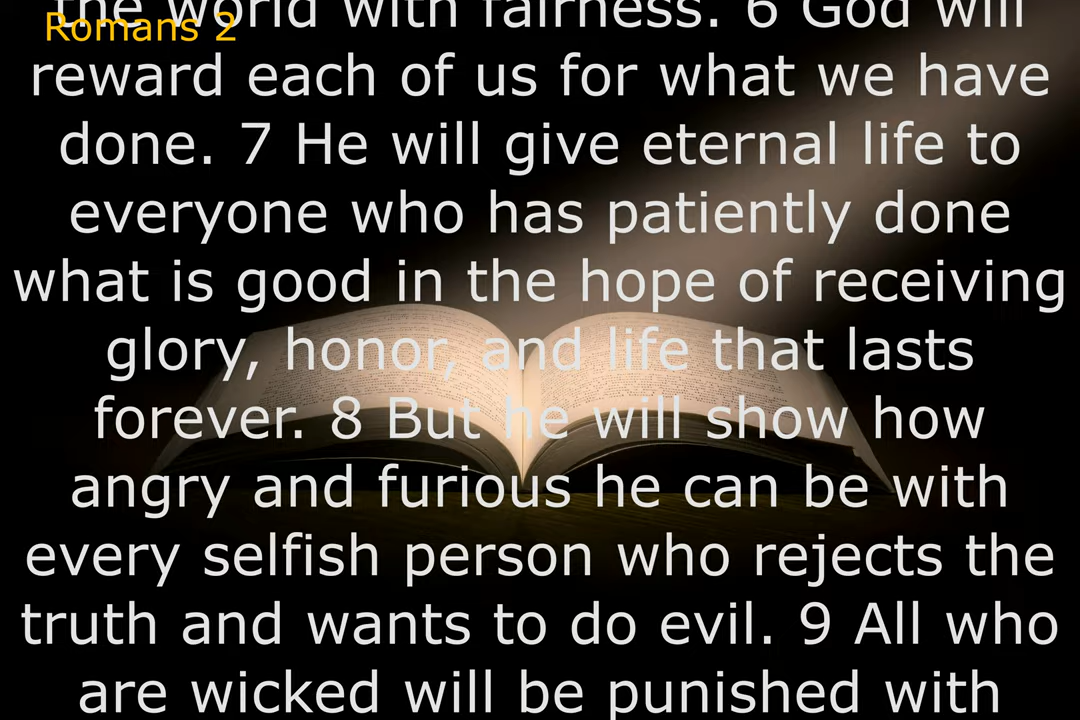 the world with fairness. 6 God will
Romans 2
reward each of us for what we have
done. 7 He will give eternal life to
everyone who has patiently done
what is good in the hope of receiving
glory, honor, and life that lasts
forever. 8 But he will show how
angry and furious he can be with
every selfish person who rejects the
truth and wants to do evil. 9 All who
are wicked will be punished with